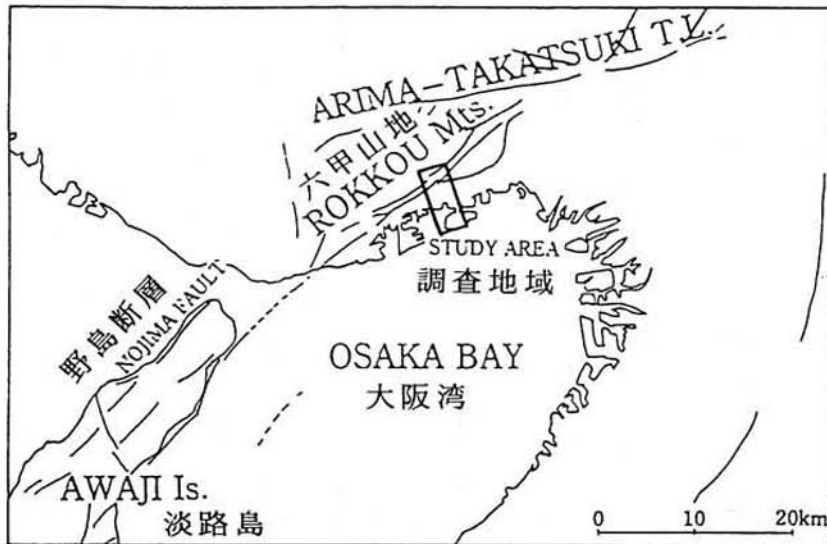 ARIMA-TAKATSUKI T.L.
六甲山地
ROKKOU Mts.
STUDY AREA
調査地域
野島断層
NOJIMA FAULT
OSAKA BAY
大阪湾
AWAJI Is.
淡路島
0 10 20km